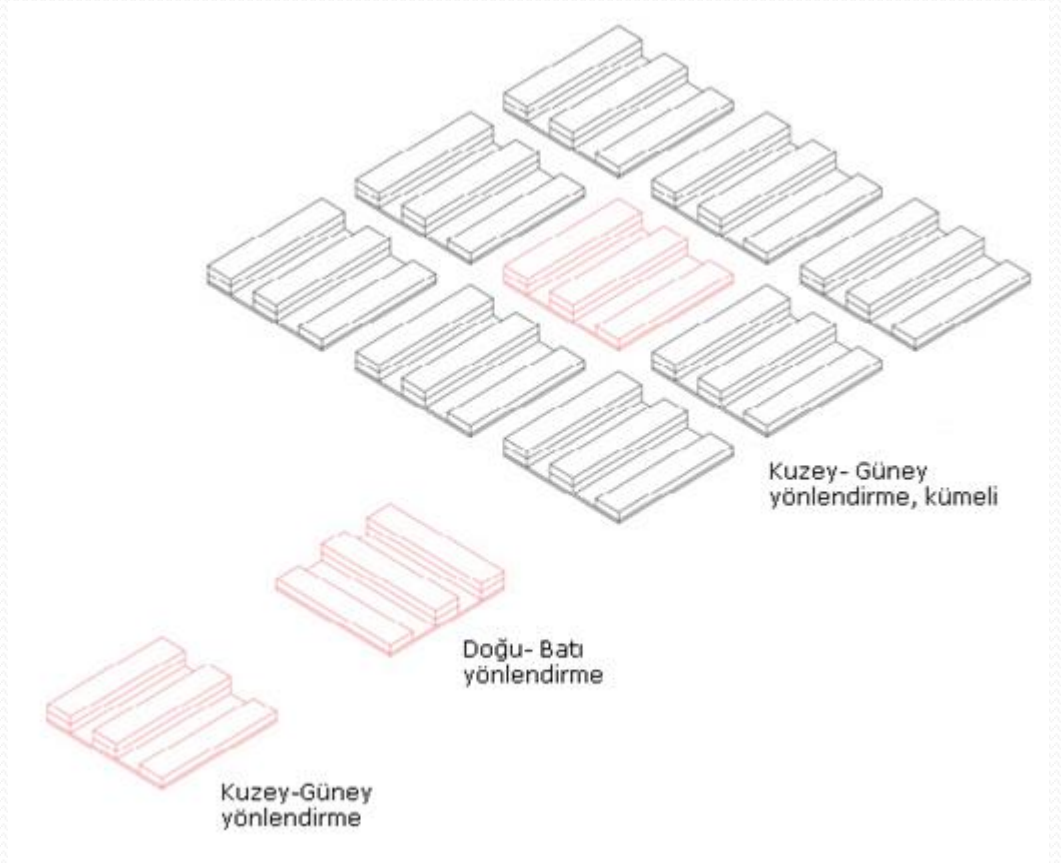 Kuzey- Güney
yönlendirme, kümeli
Doğu- Batı
yönlendirme
Kuzey-Güney
yönlendirme